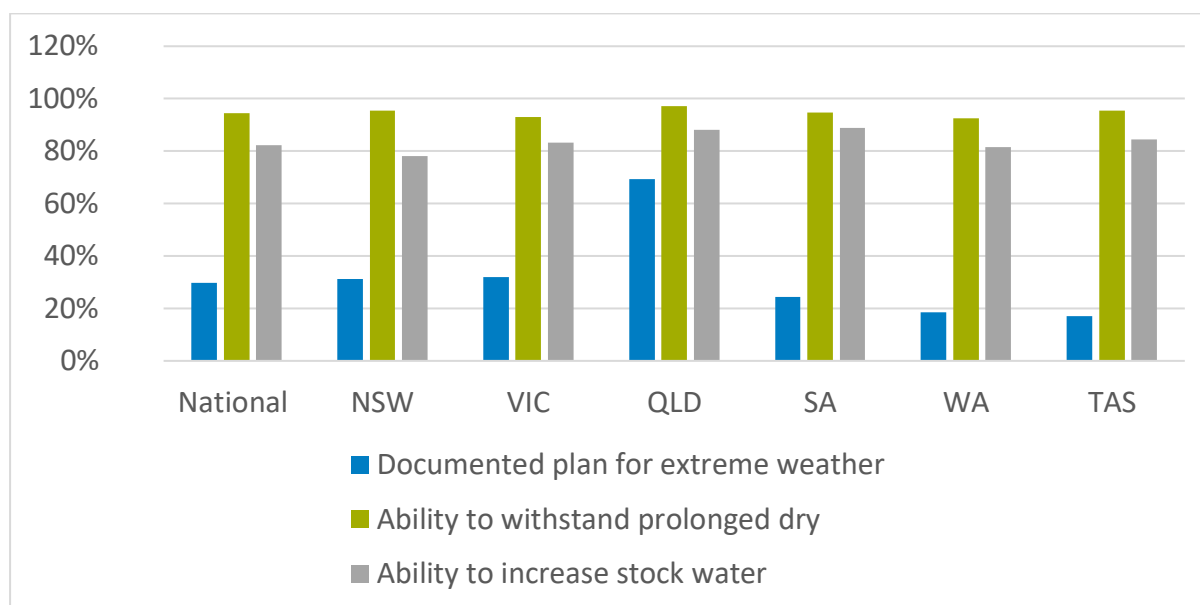 120%
100%
80%
60%
40%
20%
0%
National NSW VIC QLD SA WA TAS
Documented plan for extreme weather
Ability to withstand prolonged dry
Ability to increase stock water